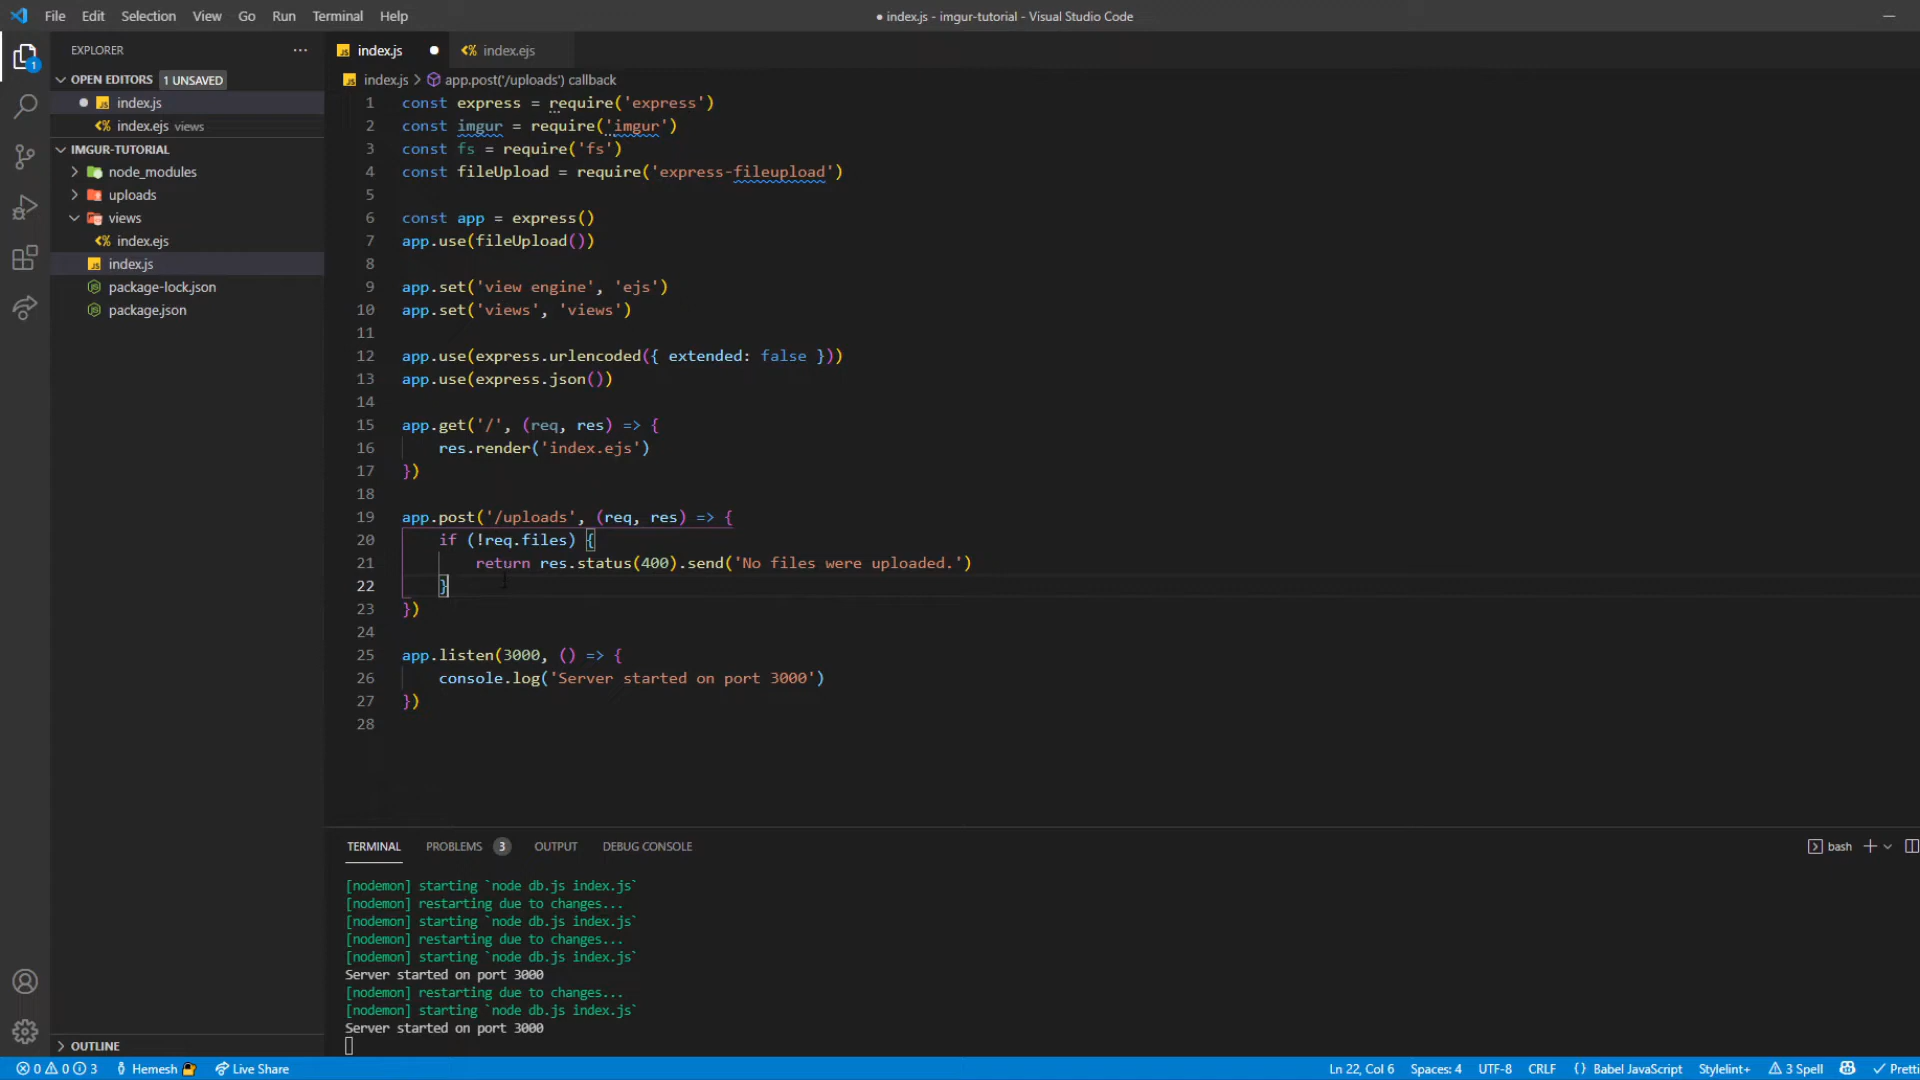 File Edit Selection View Go Run Terminal Help
● index.js - imgur-tutorial - Visual Studio Code
EXPLORER
OPEN EDITORS 1 UNSAVED
index.js
index.ejs views
IMGUR-TUTORIAL
node_modules
uploads
views
index.ejs
index.js
package-lock.json
package.json
OUTLINE
1
index.js
index.ejs
index.js > app.post('/uploads') callback
1 const express = require('express')
2 const imgur = require('imgur')
3 const fs = require('fs')
4 const fileUpload = require('express-fileupload')
5
6 const app = express()
7 app.use(fileUpload())
8
9 app.set('view engine', 'ejs')
10 app.set('views', 'views')
11
12 app.use(express.urlencoded({ extended: false }))
13 app.use(express.json())
14
15 app.get('/', (req, res) => {
16 res.render('index.ejs')
17 })
18
19 app.post('/uploads', (req, res) => {
20 if (!req.files) {
21 return res.status(400).send('No files were uploaded.')
22 }
23 })
24
25 app.listen(3000, () => {
26 console.log('Server started on port 3000')
27 })
28
TERMINAL PROBLEMS 3 OUTPUT DEBUG CONSOLE
bash
[nodemon] starting `node db.js index.js`
[nodemon] restarting due to changes...
[nodemon] starting `node db.js index.js`
[nodemon] restarting due to changes...
[nodemon] starting `node db.js index.js`
Server started on port 3000
[nodemon] restarting due to changes...
[nodemon] starting `node db.js index.js`
Server started on port 3000
0 0 3 Hemesh Live Share
Ln 22, Col 6 Spaces: 4 UTF-8 CRLF {} Babel JavaScript Stylelint+ 3 Spell Pretti